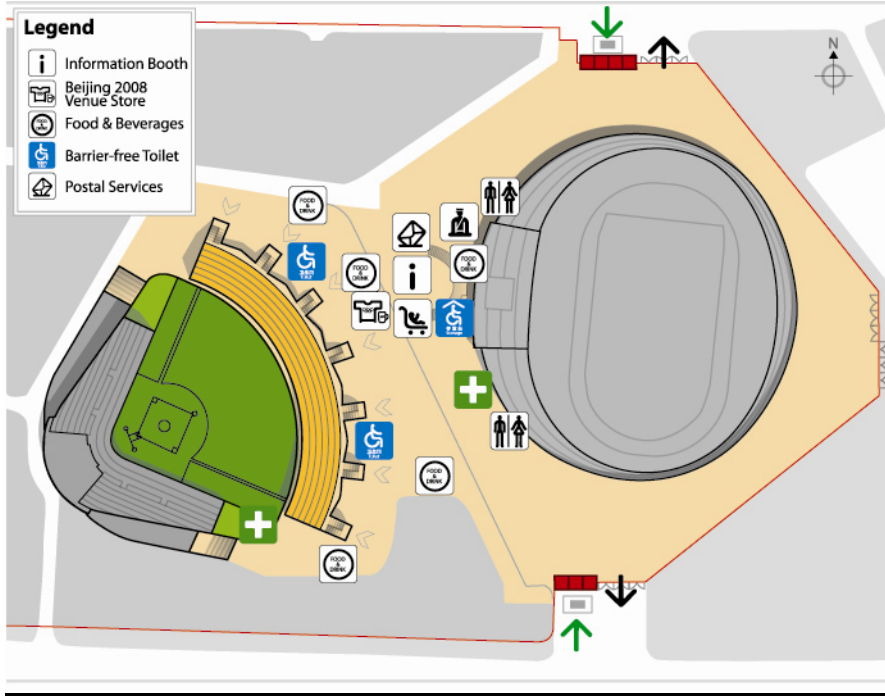 Legend
Information Booth
Beijing 2008
Venue Store
Food & Beverages
Barrier-free Toilet
Postal Services
N
FOOD
&
DRINK
FOOD
&
DRINK
FOOD
&
DRINK
i
FOOD
&
DRINK
FOOD
&
DRINK